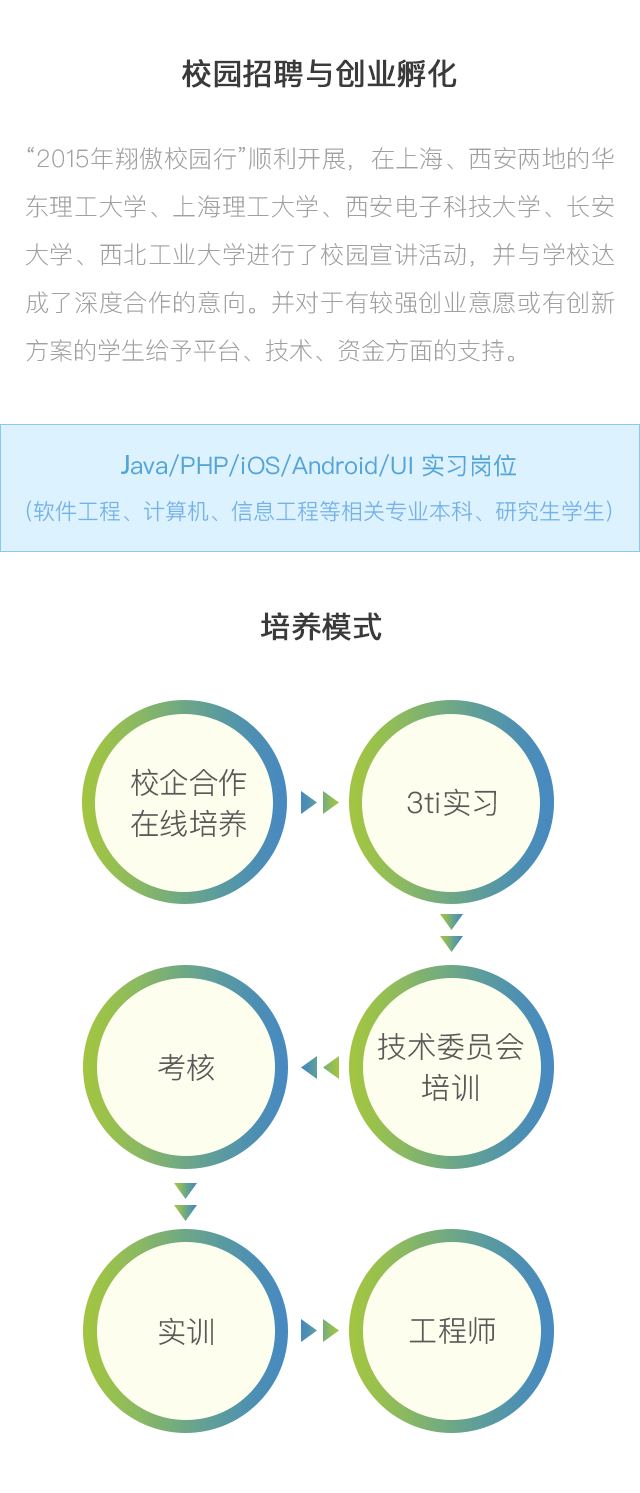 校园招聘与创业孵化
“2015年翔傲校园行”顺利开展，在上海、西安两地的华
东理工大学、上海理工大学、西安电子科技大学、长安
大学、西北工业大学进行了校园宣讲活动，并与学校达
成了深度合作的意向。并对于有较强创业意愿或有创新
方案的学生给予平台、技术、资金方面的支持。
Java/PHP/iOS/Android/UI 实习岗位
（软件工程、计算机、信息工程等相关专业本科、研究生学生）
培养模式
校企合作
在线培养
3ti实习
技术委员会
培训
考核
实训
工程师